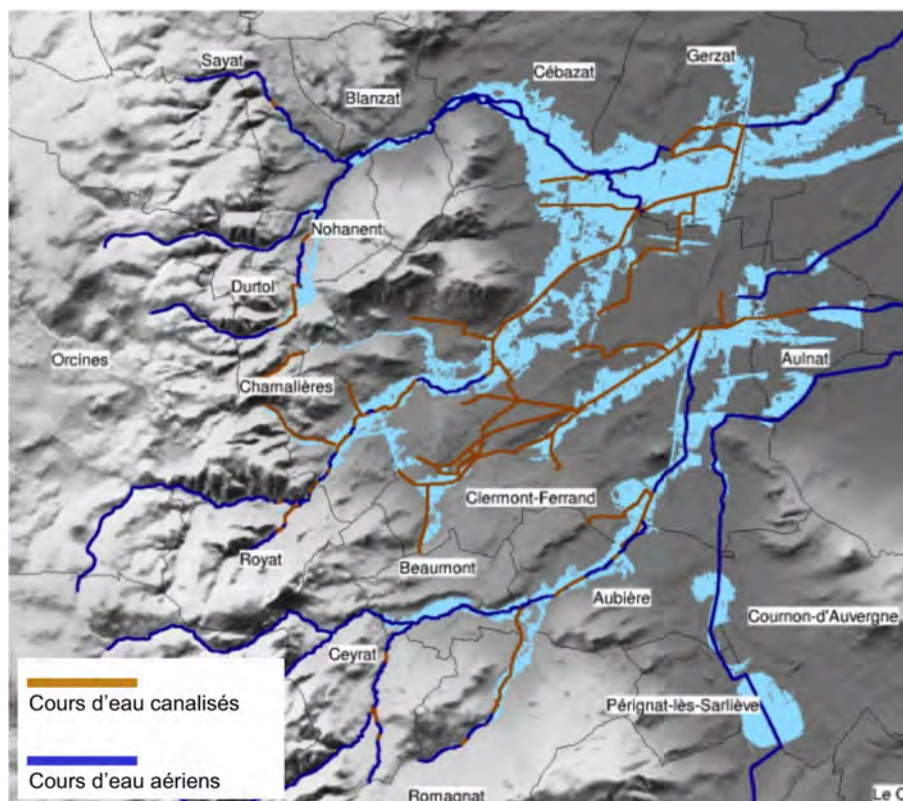 Sayat
Gerzat
Cébazat
Blanzat
Nohanent
Durtol
Orcines
Aulnat
Chamalières
Clermont-Ferrand
Royat
Beaumont
Aubière
Cournon-d'Auvergne
Ceyrat
Pérignat-lès-Sarliève
Cours d'eau canalisés
Cours d'eau aériens
Romagnat
Le C